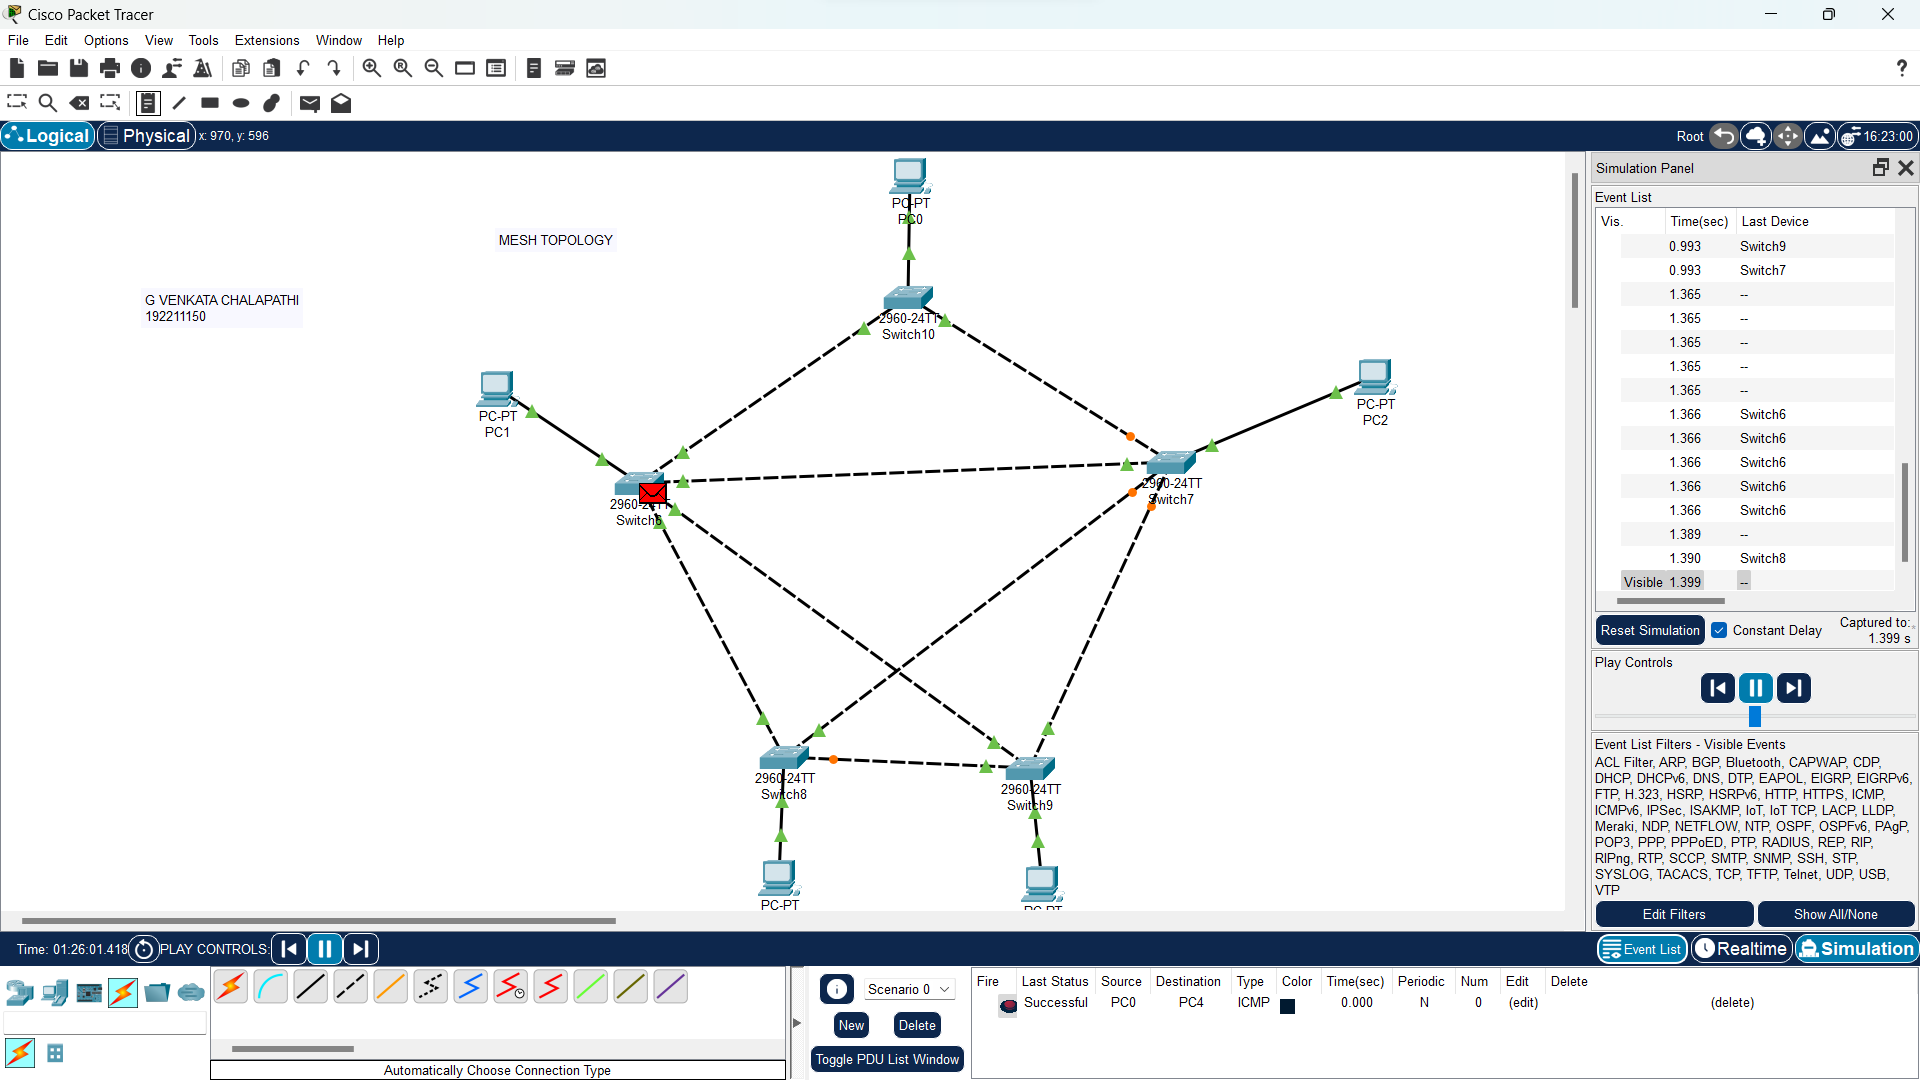 Cisco Packet Tracer
File Edit Options View Tools Extensions Window Help
?
Logical Physical x: 970, y: 596
Root 16:23:00
PC-PT
PC0
MESH TOPOLOGY
G VENKATA CHALAPATHI
192211150
2960-24TT
Switch10
PC-PT
PC1
PC-PT
PC2
2960-24TT
Switch6
2960-24TT
Switch7
2960-24TT
Switch8
2960-24TT
Switch9
PC-PT
PC-PT
Simulation Panel
Event List
Vis. Time(sec) Last Device
0.993 Switch9
0.993 Switch7
1.365 --
1.365 --
1.365 --
1.365 --
1.365 --
1.366 Switch6
1.366 Switch6
1.366 Switch6
1.366 Switch6
1.366 Switch6
1.389 --
1.390 Switch8
Visible 1.399 --
Reset Simulation Constant Delay Captured to:
1.399 s
Play Controls
Event List Filters - Visible Events
ACL Filter, ARP, BGP, Bluetooth, CAPWAP, CDP,
DHCP, DHCPv6, DNS, DTP, EAPOL, EIGRP, EIGRPv6,
FTP, H.323, HSRP, HSRPv6, HTTP, HTTPS, ICMP,
ICMPv6, IPSec, ISAKMP, IoT, IoT TCP, LACP, LLDP,
Meraki, NDP, NETFLOW, NTP, OSPF, OSPFv6, PAgP,
POP3, PPP, PPPoED, PTP, RADIUS, REP, RIP,
RIPng, RTP, SCCP, SMTP, SNMP, SSH, STP,
SYSLOG, TACACS, TCP, TFTP, Telnet, UDP, USB,
VTP
Edit Filters Show All/None
Time: 01:26:01.418 PLAY CONTROLS:
Event List Realtime Simulation
Scenario 0
New Delete
Toggle PDU List Window
Automatically Choose Connection Type
Fire Last Status Source Destination Type Color Time(sec) Periodic Num Edit Delete
Successful PC0 PC4 ICMP 0.000 N 0 (edit) (delete)